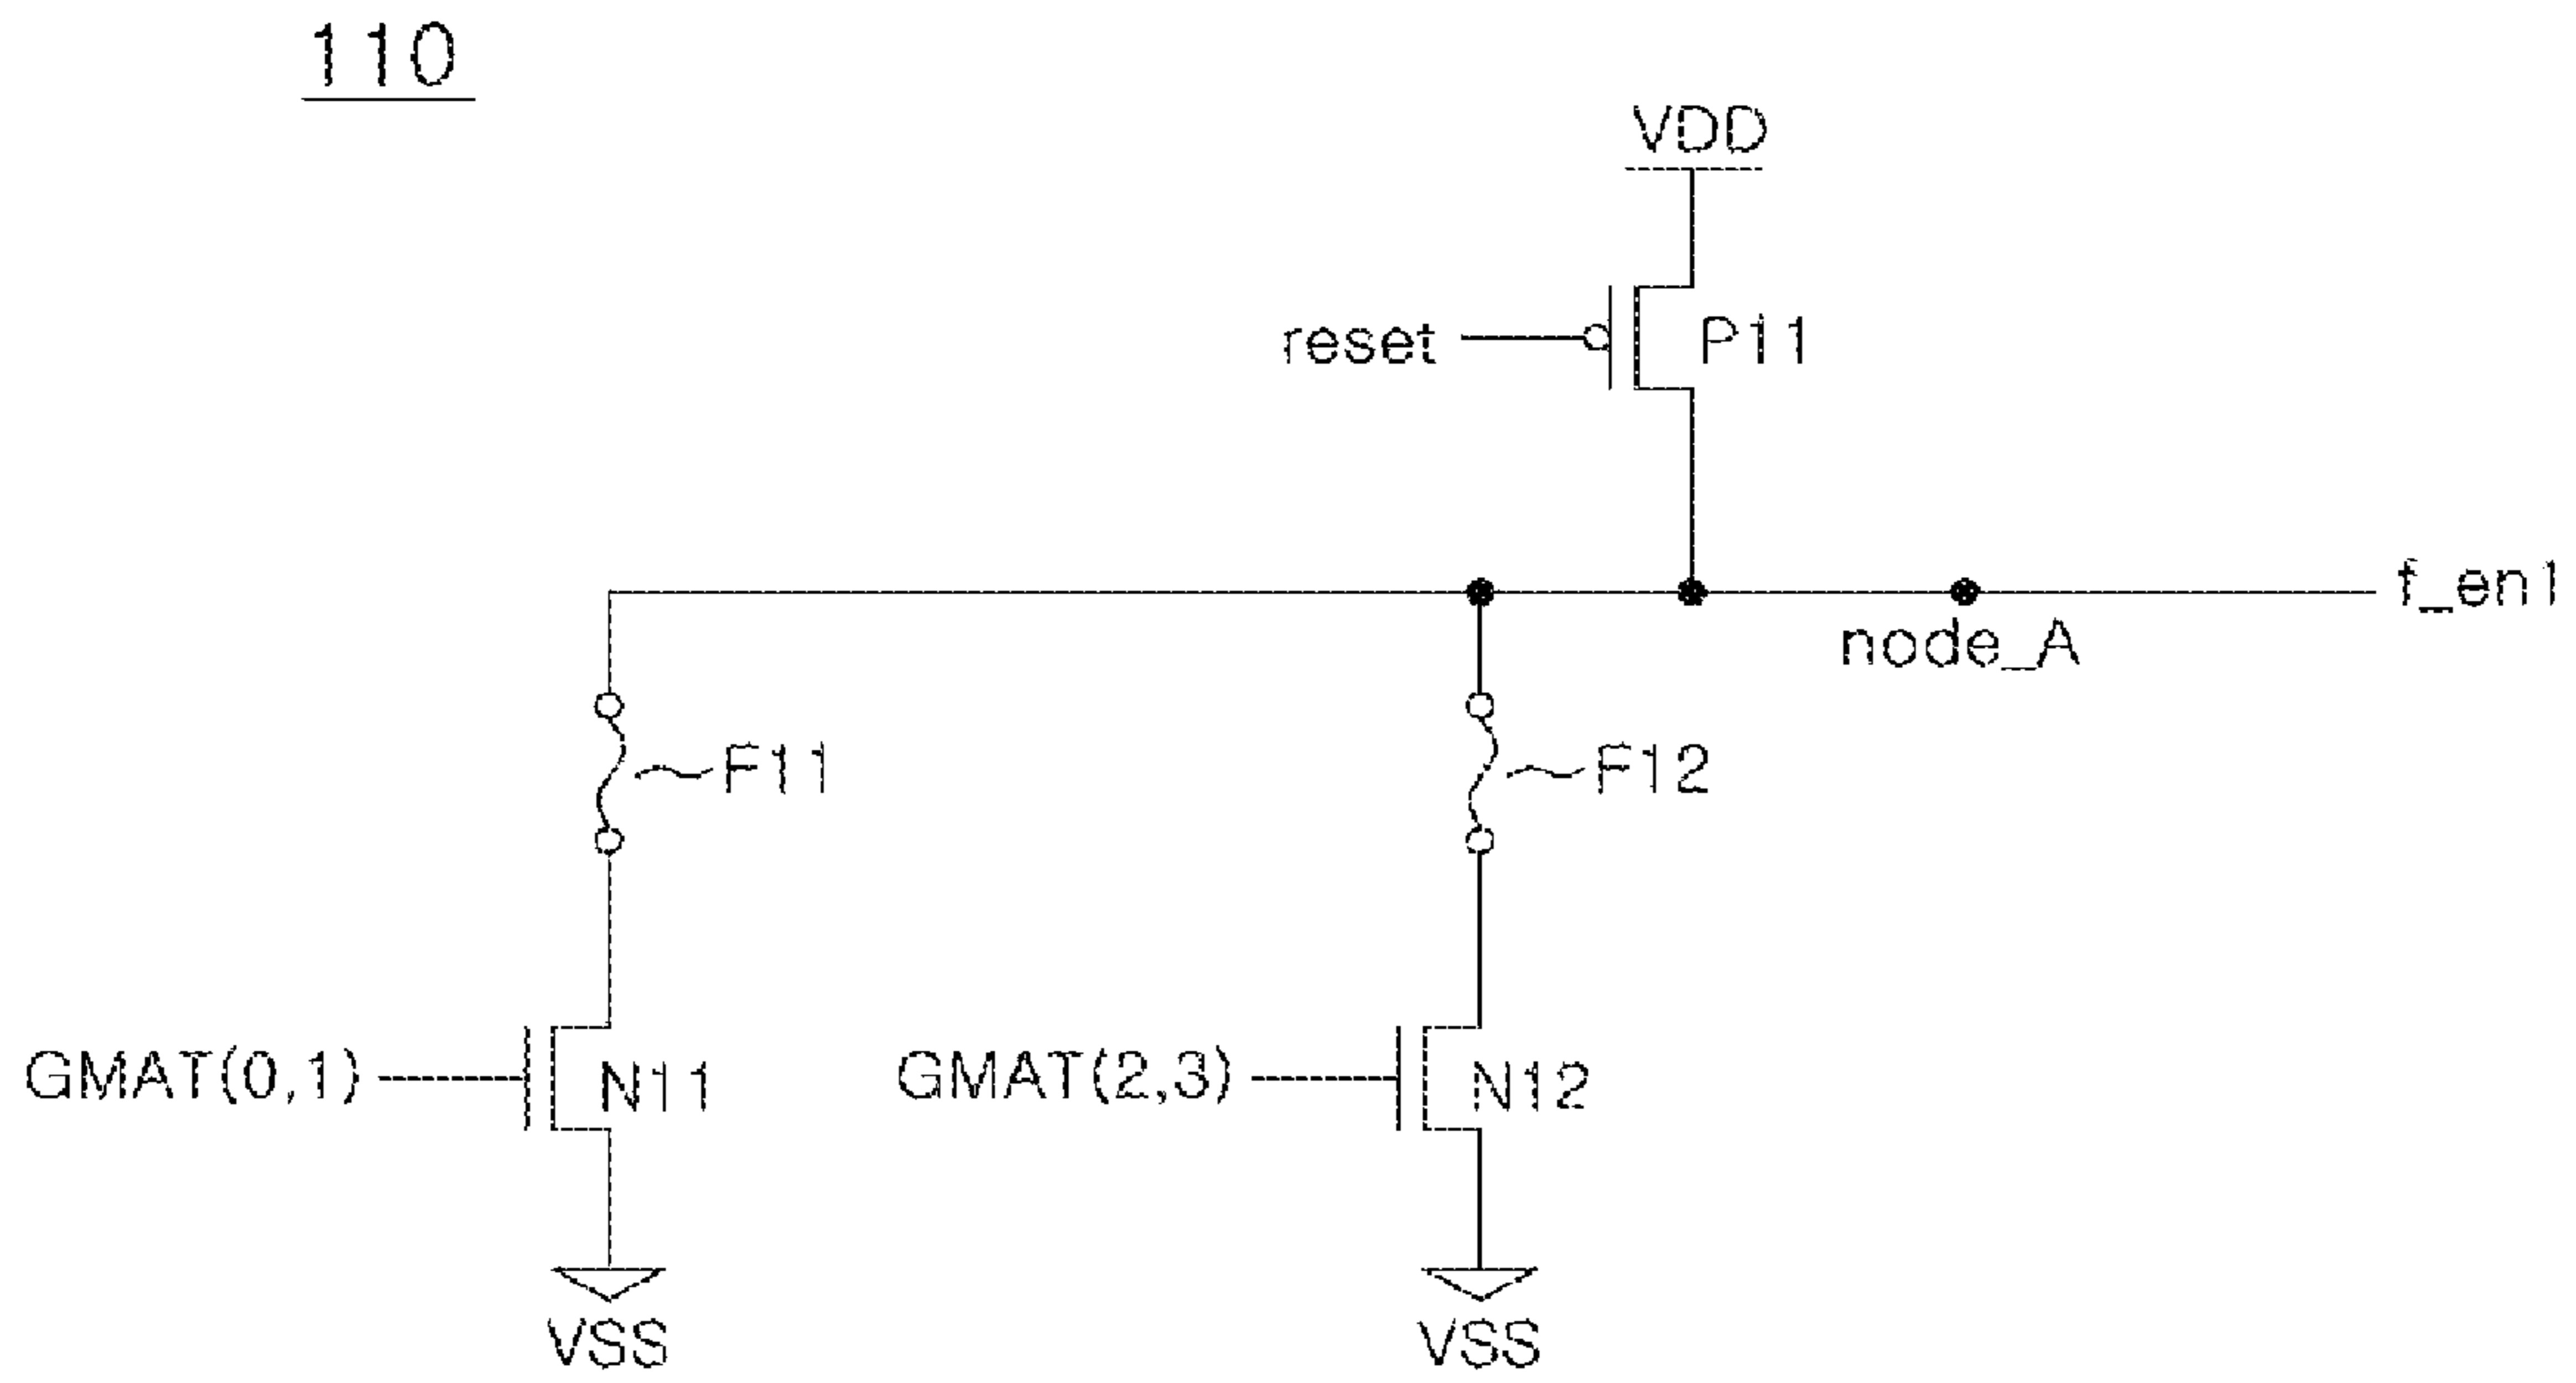 110
VDD
reset
P11
f_en1
node_A
F11
F12
GMAT(0,1)
N11
GMAT(2,3)
N12
VSS
VSS